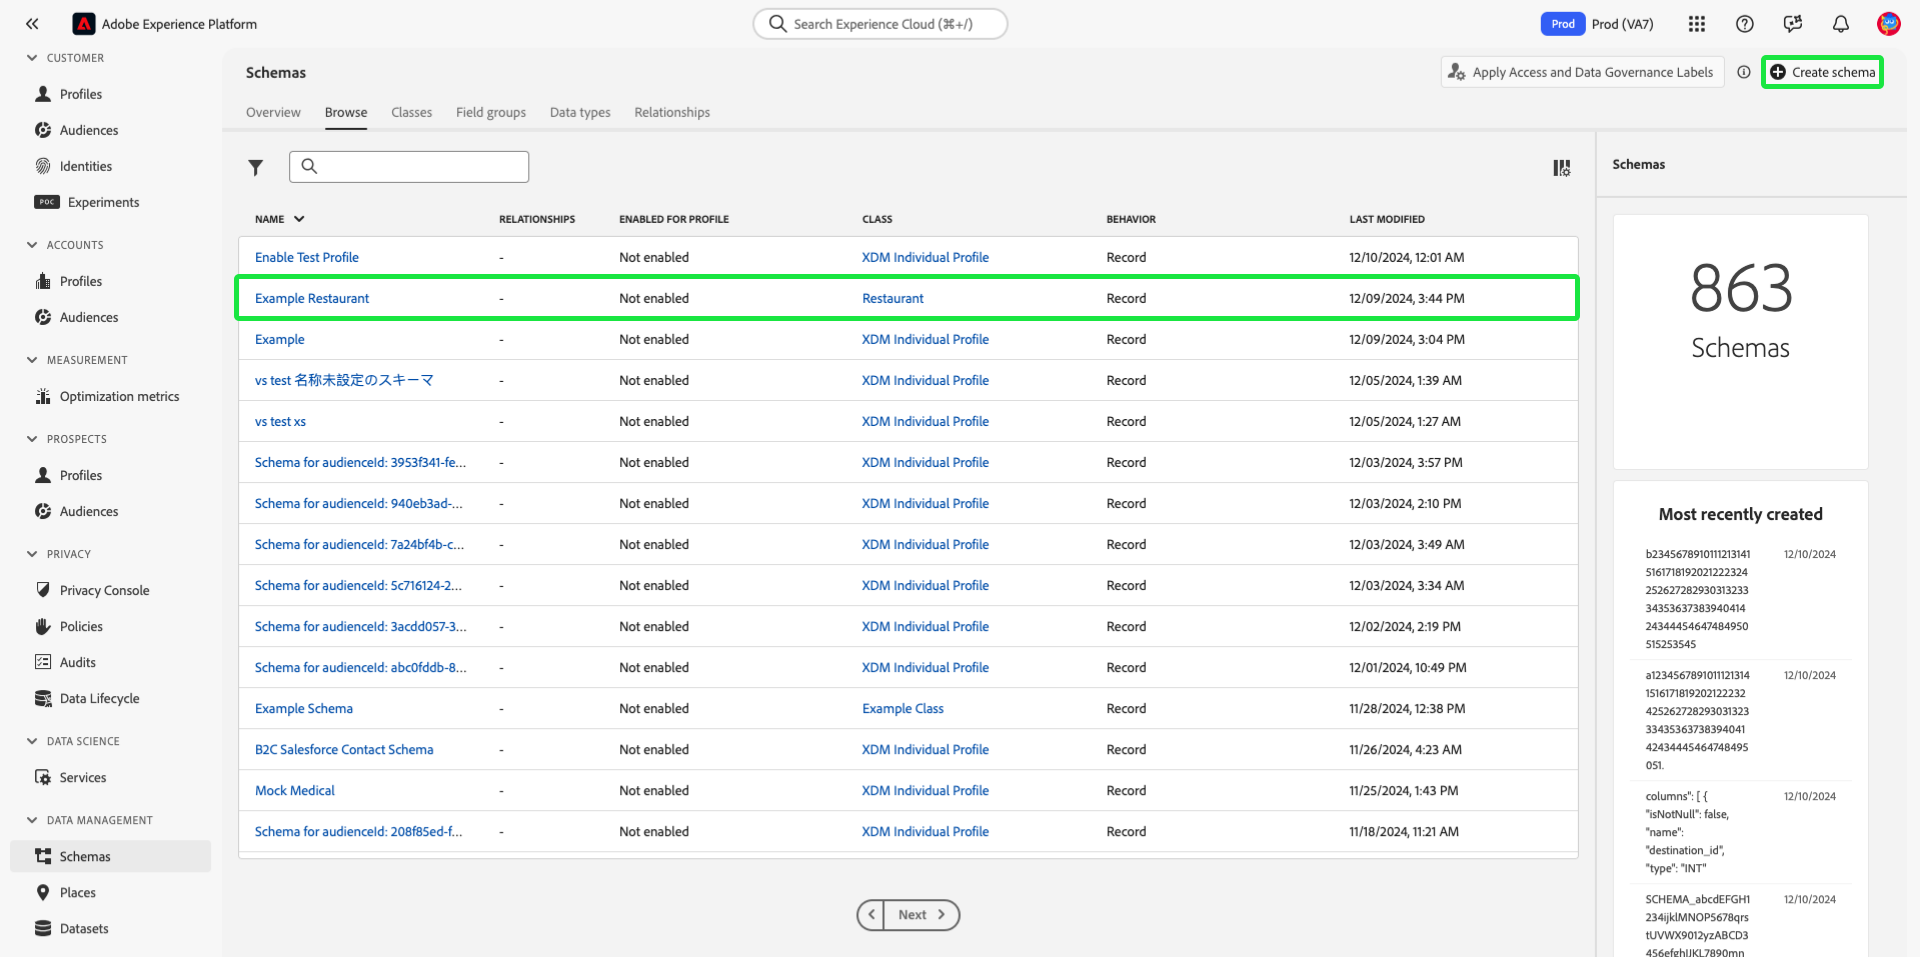 Adobe Experience Platform
Search Experience Cloud (⌘+/)
Prod
Prod (VA7)
CUSTOMER
Profiles
Audiences
Identities
POC
Experiments
ACCOUNTS
Profiles
Audiences
MEASUREMENT
Optimization metrics
PROSPECTS
Profiles
Audiences
PRIVACY
Privacy Console
Policies
Audits
Data Lifecycle
DATA SCIENCE
Services
DATA MANAGEMENT
Schemas
Places
Datasets
Schemas
Apply Access and Data Governance Labels
Create schema
Overview Browse Classes Field groups Data types Relationships
NAME RELATIONSHIPS ENABLED FOR PROFILE CLASS BEHAVIOR LAST MODIFIED
Enable Test Profile - Not enabled XDM Individual Profile Record 12/10/2024, 12:01 AM
Example Restaurant - Not enabled Restaurant Record 12/09/2024, 3:44 PM
Example - Not enabled XDM Individual Profile Record 12/09/2024, 3:04 PM
vs test 名称未設定のスキーマ - Not enabled XDM Individual Profile Record 12/05/2024, 1:39 AM
vs test xs - Not enabled XDM Individual Profile Record 12/05/2024, 1:27 AM
Schema for audienceId: 3953f341-fe... - Not enabled XDM Individual Profile Record 12/03/2024, 3:57 PM
Schema for audienceId: 940eb3ad-... - Not enabled XDM Individual Profile Record 12/03/2024, 2:10 PM
Schema for audienceId: 7a24bf4b-c... - Not enabled XDM Individual Profile Record 12/03/2024, 3:49 AM
Schema for audienceId: 5c716124-2... - Not enabled XDM Individual Profile Record 12/03/2024, 3:34 AM
Schema for audienceId: 3acdd057-3... - Not enabled XDM Individual Profile Record 12/02/2024, 2:19 PM
Schema for audienceId: abc0fddb-8... - Not enabled XDM Individual Profile Record 12/01/2024, 10:49 PM
Example Schema - Not enabled Example Class Record 11/28/2024, 12:38 PM
B2C Salesforce Contact Schema - Not enabled XDM Individual Profile Record 11/26/2024, 4:23 AM
Mock Medical - Not enabled XDM Individual Profile Record 11/25/2024, 1:43 PM
Schema for audienceId: 208f85ed-f... - Not enabled XDM Individual Profile Record 11/18/2024, 11:21 AM
Next
Schemas
863
Schemas
Most recently created
b2345678910111213141 12/10/2024
5161718192021222324
252627282930313233
34353637383940414
24344454647484950
515253545
a1234567891011121314 12/10/2024
1516171819202122232
425262728293031323
33435363738394041
42434445464748495
051.
columns": [ { 12/10/2024
"isNotNull": false,
"name":
"destination_id",
"type": "INT"
SCHEMA_abcdEFGH1 12/10/2024
234ijklMNOP5678qrs
tUVWX9012yzABCD3
456efghIJKL7890mn